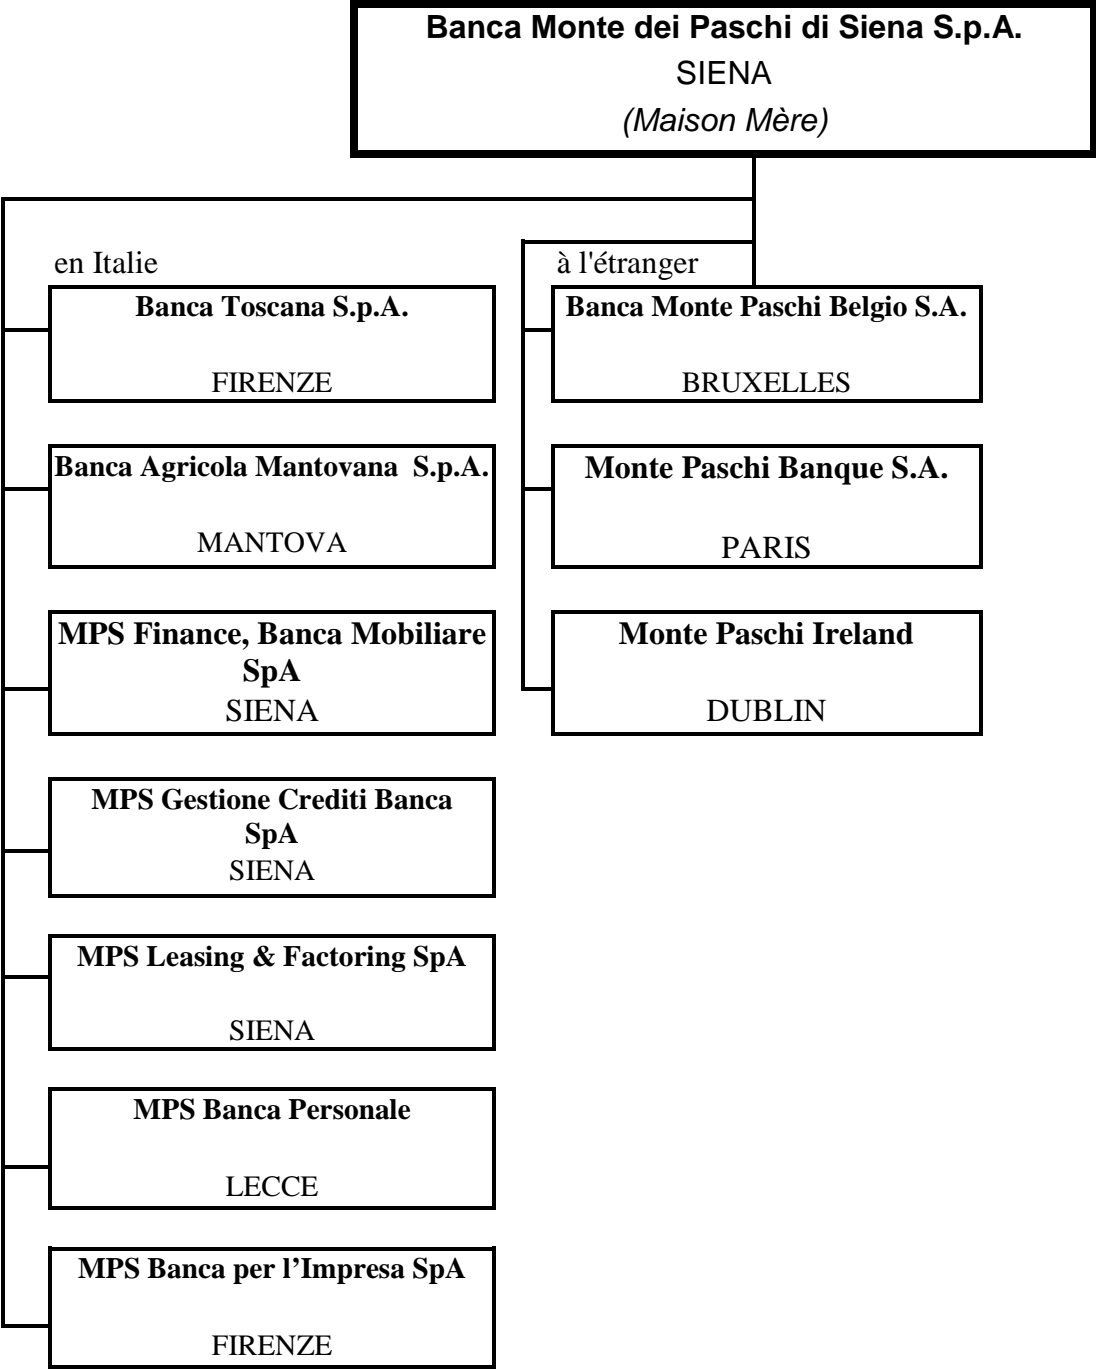 Banca Monte dei Paschi di Siena S.p.A.
SIENA
(Maison Mère)
en Italie
Banca Toscana S.p.A.
FIRENZE
Banca Agricola Mantovana S.p.A.
MANTOVA
MPS Finance, Banca Mobiliare
SpA
SIENA
MPS Gestione Crediti Banca
SpA
SIENA
MPS Leasing & Factoring SpA
SIENA
MPS Banca Personale
LECCE
MPS Banca per l’Impresa SpA
FIRENZE
à l'étranger
Banca Monte Paschi Belgio S.A.
BRUXELLES
Monte Paschi Banque S.A.
PARIS
Monte Paschi Ireland
DUBLIN